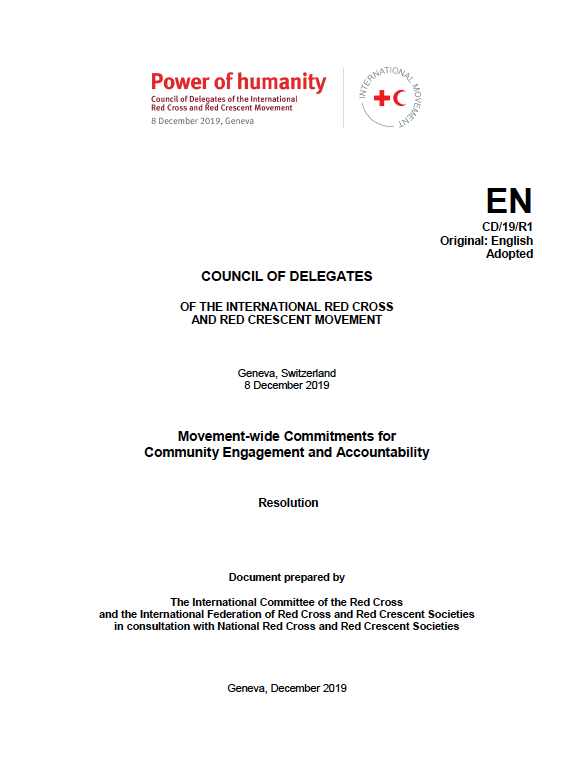 Power of humanity
Council of Delegates of the International
Red Cross and Red Crescent Movement
8 December 2019, Geneva
INTERNATIONAL MOVEMENT
EN
CD/19/R1
Original: English
Adopted
COUNCIL OF DELEGATES
OF THE INTERNATIONAL RED CROSS
AND RED CRESCENT MOVEMENT
Geneva, Switzerland
8 December 2019
Movement-wide Commitments for
Community Engagement and Accountability
Resolution
Document prepared by
The International Committee of the Red Cross
and the International Federation of Red Cross and Red Crescent Societies
in consultation with National Red Cross and Red Crescent Societies
Geneva, December 2019